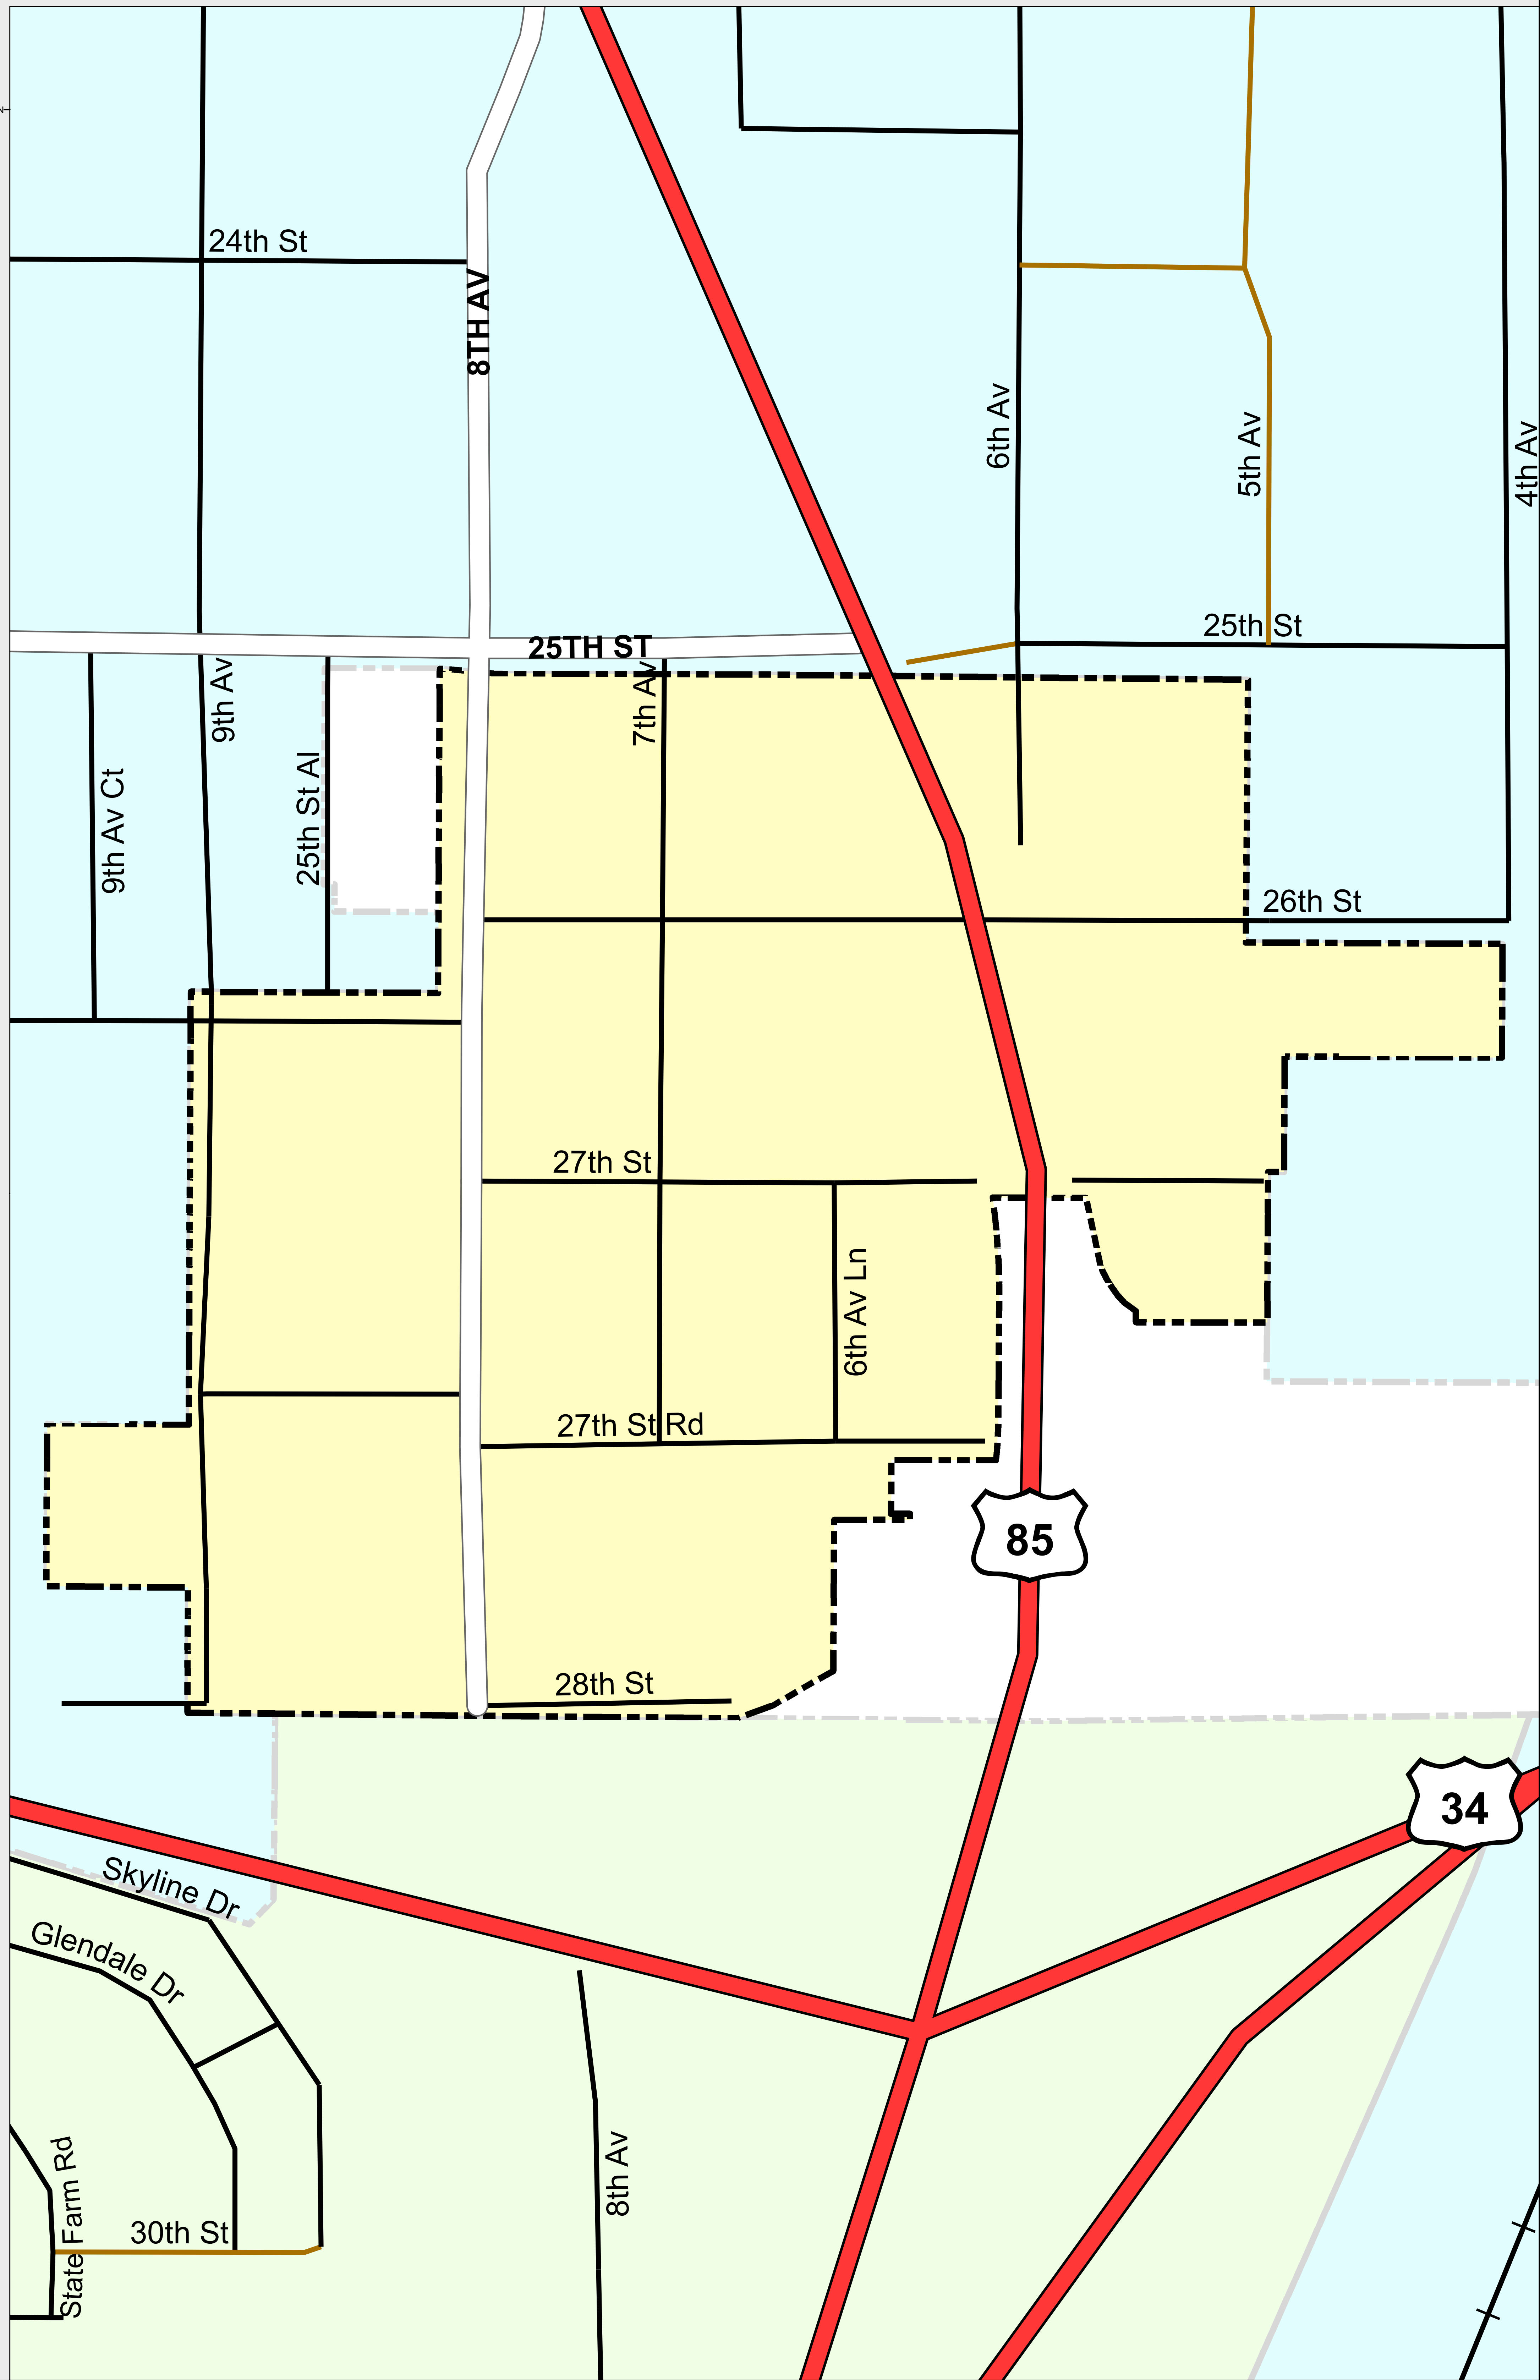 24th St
8TH AV
6th Av
5th Av
4th Av
25TH ST
25th St
9th Av
7th Av
9th Av Ct
25th St Al
26th St
27th St
6th Av Ln
27th St Rd
85
28th St
34
Skyline Dr
Glendale Dr
8th Av
State Farm Rd
30th St